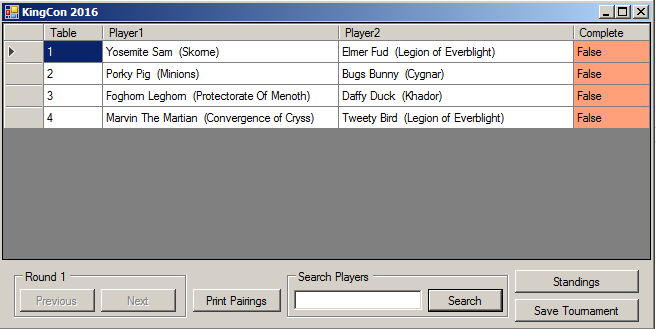 KingCon 2016
Table Player1 Player2 Complete
1 Yosemite Sam (Skorne) Elmer Fud (Legion of Everblight) False
2 Porky Pig (Minions) Bugs Bunny (Cygnar) False
3 Foghorn Leghorn (Protectorate Of Menoth) Daffy Duck (Khador) False
4 Marvin The Martian (Convergence of Cryss) Tweety Bird (Legion of Everblight) False
Round 1 Search Players
Previous Next Print Pairings Search
Standings
Save Tournament